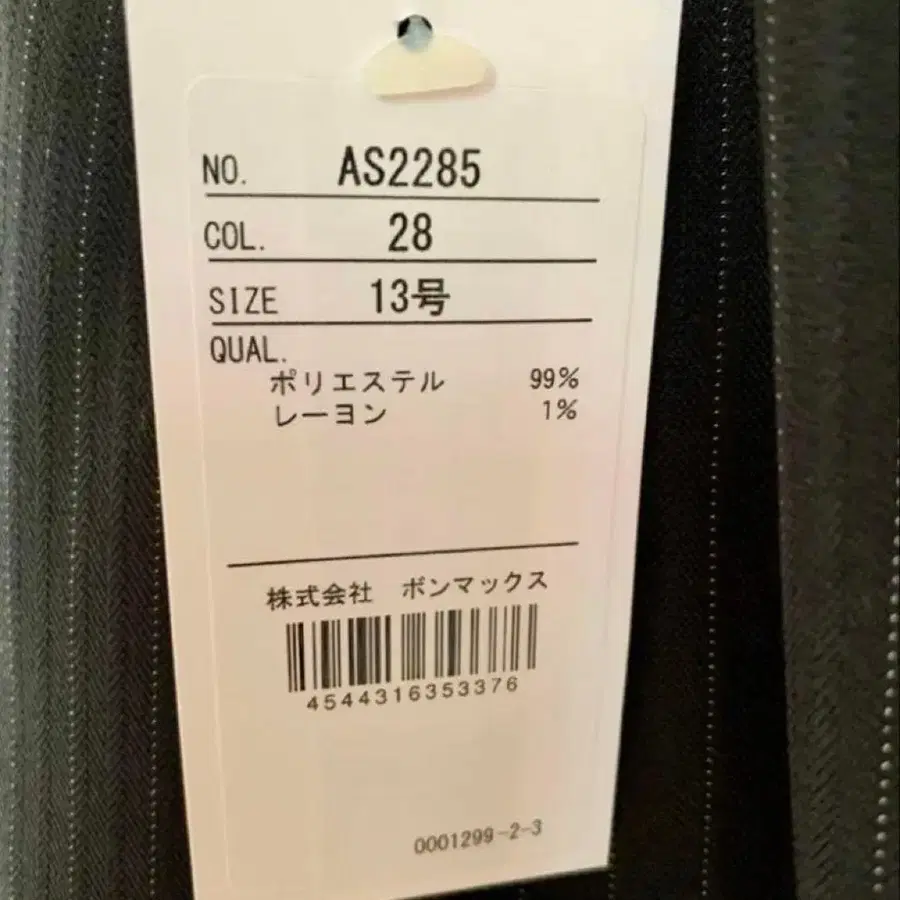 NO. AS2285
COL. 28
SIZE 13号
QUAL.
ポリエステル 99%
レーヨン 1%
株式会社 ボンマックス
4544316353376
0001299-2-3